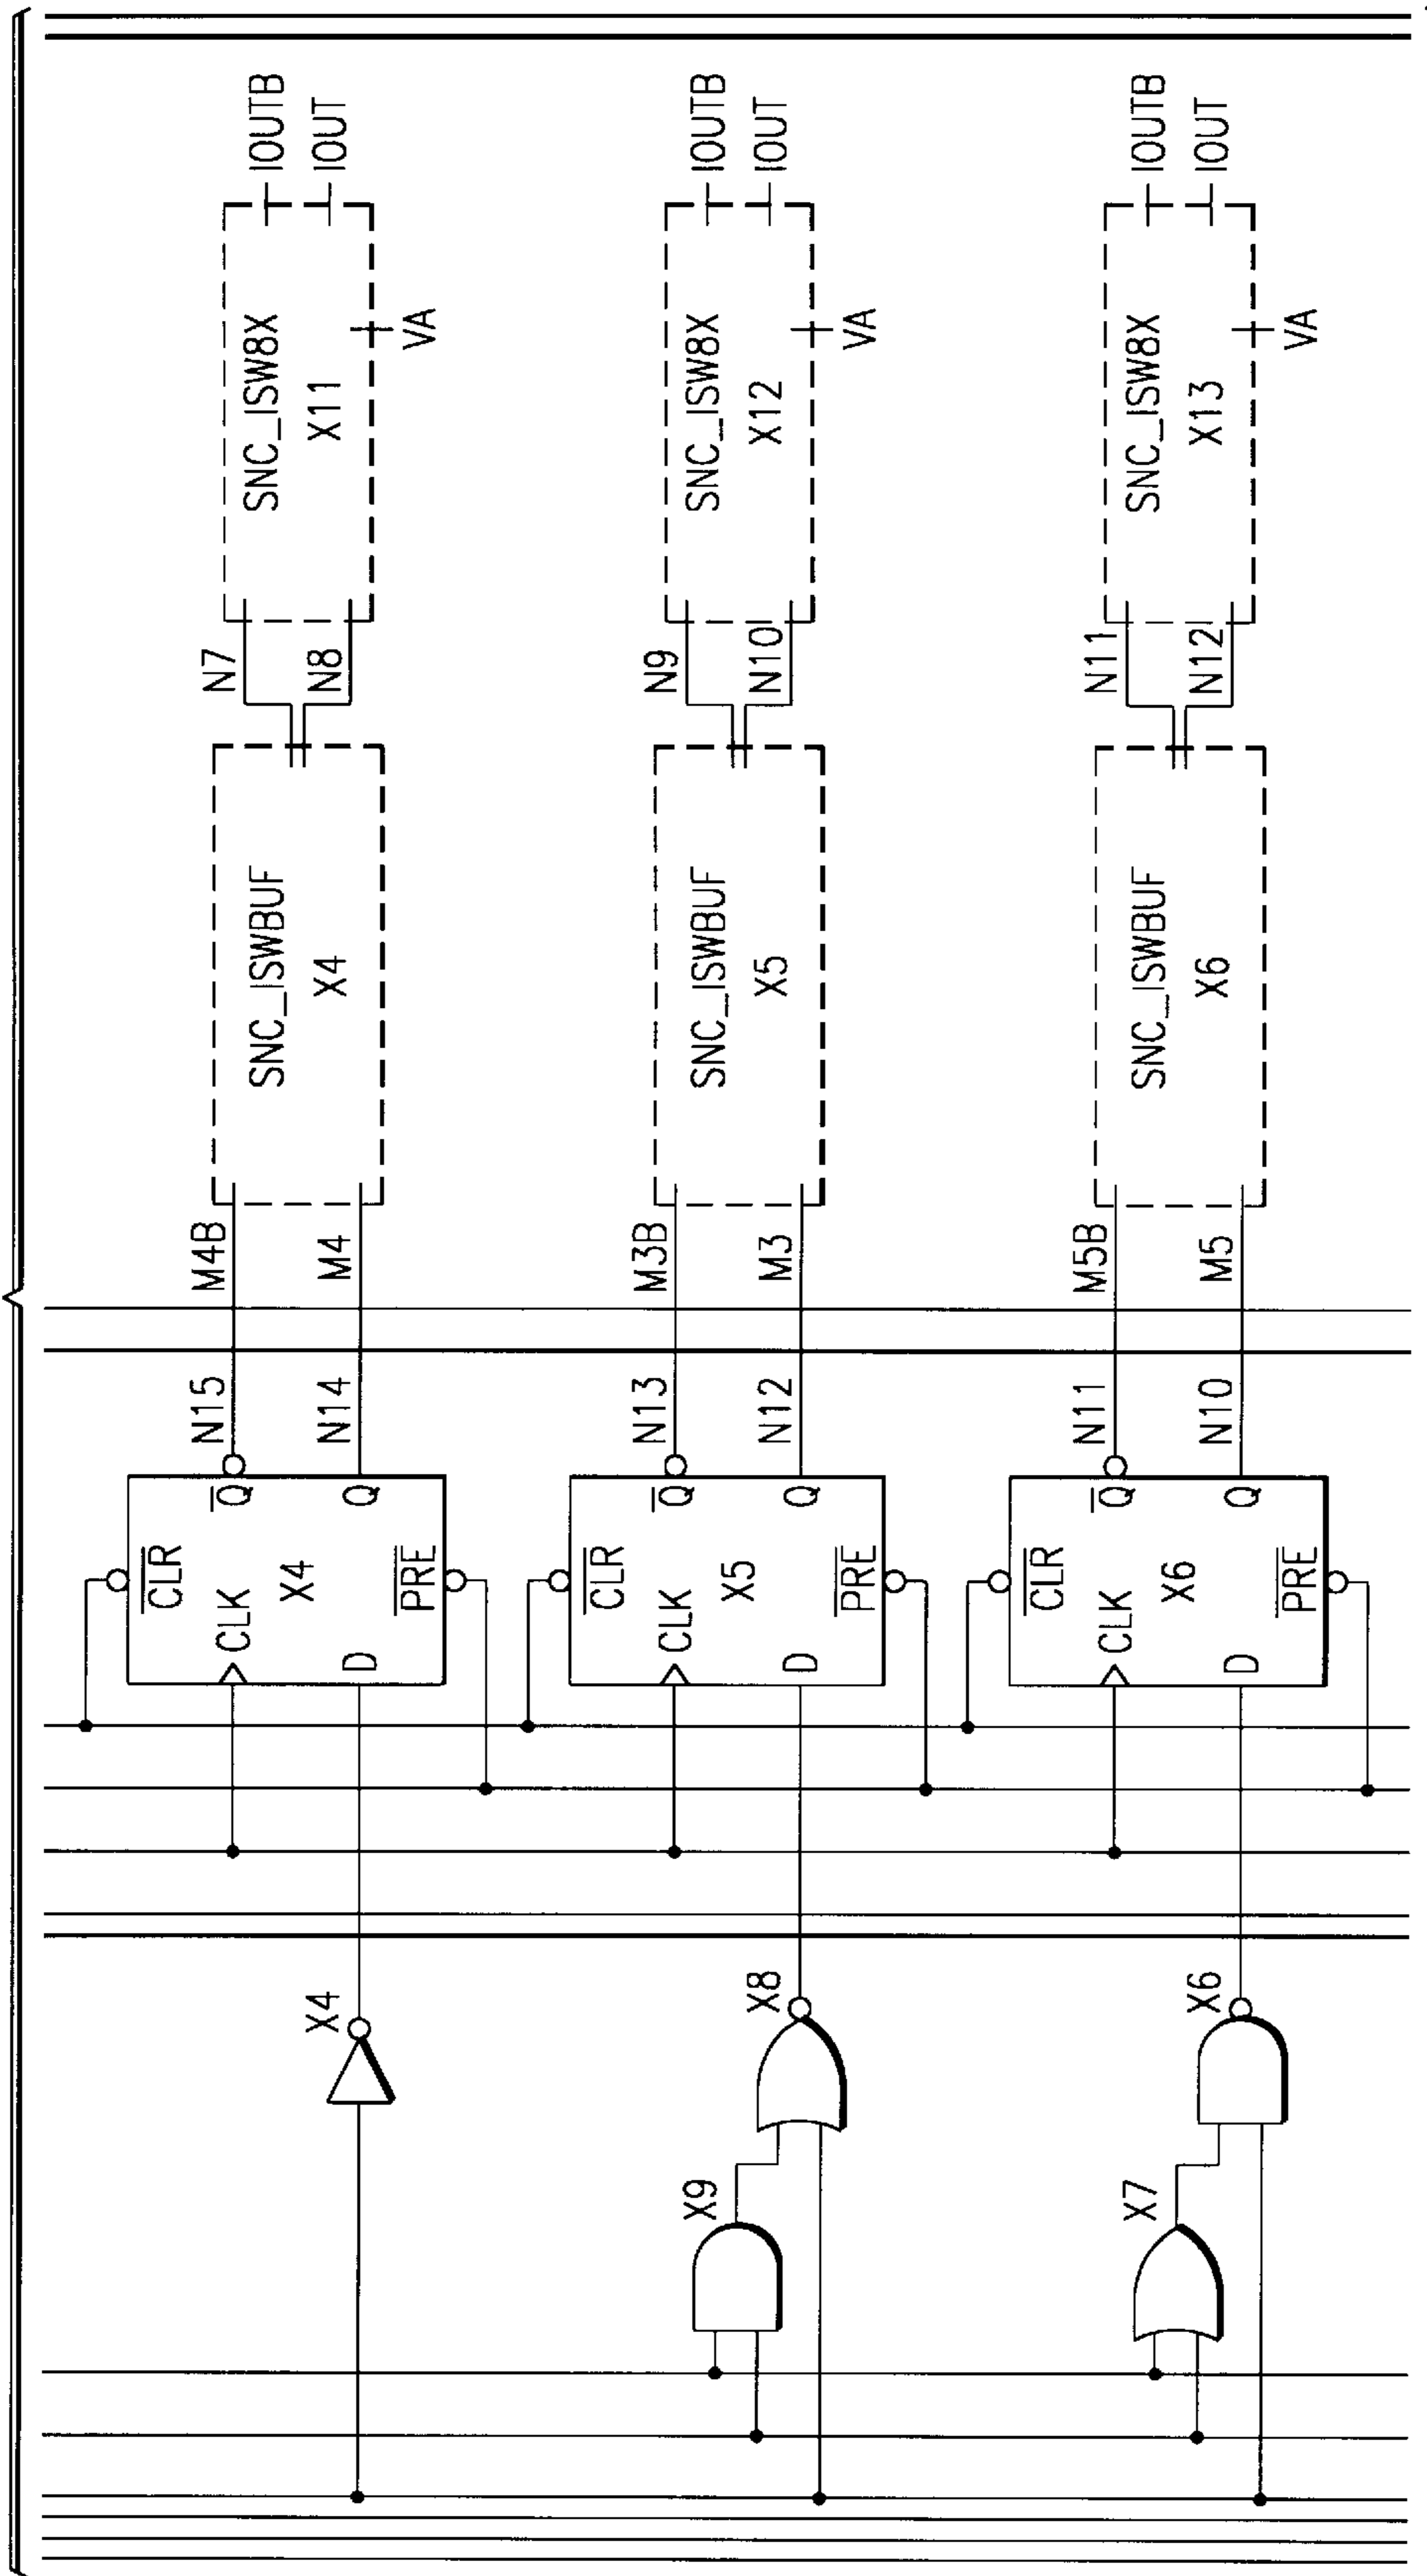 X4
CLR
CLK
X4
D
PRE
Q
Q
N15
M4B
N14
M4
SNC_ISWBUF
X4
N7
N8
SNC_ISW8X
X11
VA
IOUTB
IOUT
X9
X8
CLR
CLK
X5
D
PRE
Q
Q
N13
M3B
N12
M3
SNC_ISWBUF
X5
N9
N10
SNC_ISW8X
X12
VA
IOUTB
IOUT
X7
X6
CLR
CLK
X6
D
PRE
Q
Q
N11
M5B
N10
M5
SNC_ISWBUF
X6
N11
N12
SNC_ISW8X
X13
VA
IOUTB
IOUT